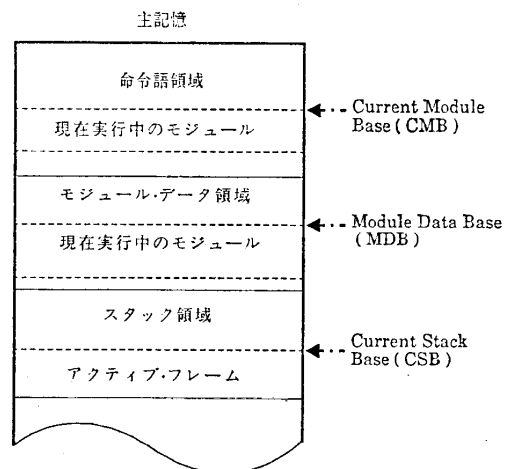 主記憶
命令語領域
Current Module
Base (CMB)
現在実行中のモジュール
モジュール・データ領域
Module Data Base
(MDB)
現在実行中のモジュール
スタック領域
Current Stack
Base (CSB)
アクティブ・フレーム